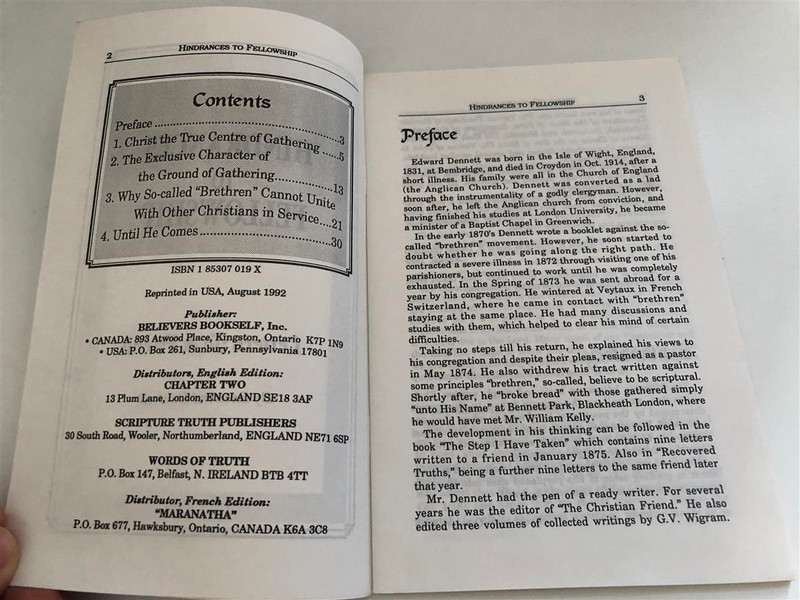 2
HINDRANCES TO FELLOWSHIP
Contents
Preface ........................................................3
1. Christ the True Centre of Gathering .....5
2. The Exclusive Character of
the Ground of Gathering.................13
3. Why So-called "Brethren" Cannot Unite
With Other Christians in Service....21
4. Until He Comes ...................................30
ISBN 1 85307 019 X
Reprinted in USA, August 1992
Publisher:
BELIEVERS BOOKSELF, Inc.
• CANADA: 893 Atwood Place, Kingston, Ontario K7P 1N9
• USA: P.O. Box 261, Sunbury, Pennsylvania 17801
Distributors, English Edition:
CHAPTER TWO
13 Plum Lane, London, ENGLAND SE18 3AF
SCRIPTURE TRUTH PUBLISHERS
30 South Road, Wooler, Northumberland, ENGLAND NE71 6SP
WORDS OF TRUTH
P.O. Box 147, Belfast, N. IRELAND BTB 4TT
Distributor, French Edition:
"MARANATHA"
P.O. Box 677, Hawksbury, Ontario, CANADA K6A 3C8
HINDRANCES TO FELLOWSHIP
3
Preface
Edward Dennett was born in the Isle of Wight, England,
1831, at Bembridge, and died in Croydon in Oct. 1914, after a
short illness. His family were all in the Church of England
(the Anglican Church). Dennett was converted as a lad
through the instrumentality of a godly clergyman. However,
soon after, he left the Anglican church from conviction, and
having finished his studies at London University, he became
a minister of a Baptist Chapel in Greenwich.
In the early 1870's Dennett wrote a booklet against the so-
called "brethren" movement. However, he soon started to
doubt whether he was going along the right path. He
contracted a severe illness in 1872 through visiting one of his
parishioners, but continued to work until he was completely
exhausted. In the Spring of 1873 he was sent abroad for a
year by his congregation. He wintered at Veytaux in French
Switzerland, where he came in contact with "brethren"
staying at the same place. He had many discussions and
studies with them, which helped to clear his mind of certain
difficulties.
Taking no steps till his return, he explained his views to
his congregation and despite their pleas, resigned as a pastor
in May 1874. He also withdrew his tract written against
some principles "brethren," so-called, believe to be scriptural.
Shortly after, he "broke bread" with those gathered simply
"unto His Name" at Bennett Park, Blackheath London, where
he would have met Mr. William Kelly.
The development in his thinking can be followed in the
book "The Step I Have Taken" which contains nine letters
written to a friend in January 1875. Also in "Recovered
Truths," being a further nine letters to the same friend later
that year.
Mr. Dennett had the pen of a ready writer. For several
years he was the editor of "The Christian Friend." He also
edited three volumes of collected writings by G.V. Wigram.